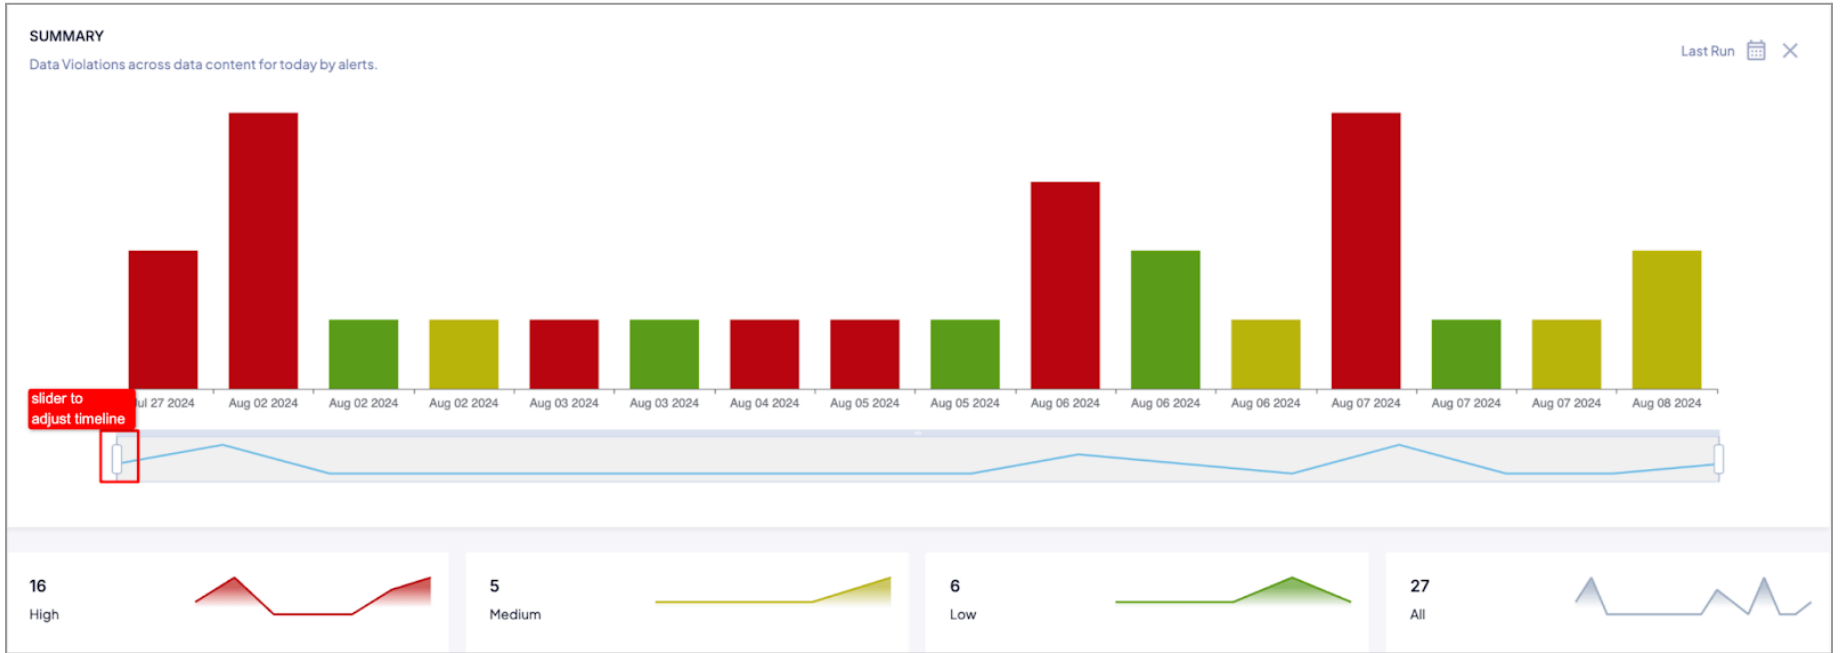 SUMMARY
Data Violations across data content for today by alerts.
Last Run
slider to
adjust timeline
Jul 27 2024
Aug 02 2024
Aug 02 2024
Aug 02 2024
Aug 03 2024
Aug 03 2024
Aug 04 2024
Aug 05 2024
Aug 05 2024
Aug 06 2024
Aug 06 2024
Aug 06 2024
Aug 07 2024
Aug 07 2024
Aug 07 2024
Aug 08 2024
16
High
5
Medium
6
Low
27
All